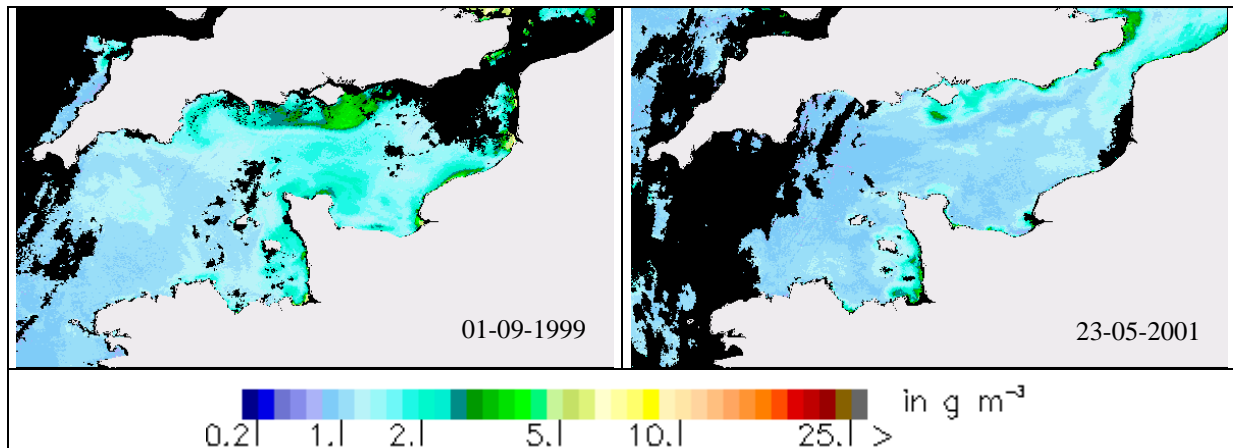 01-09-1999
23-05-2001
in g m⁻³
0.2 1. 2. 5. 10. 25. >